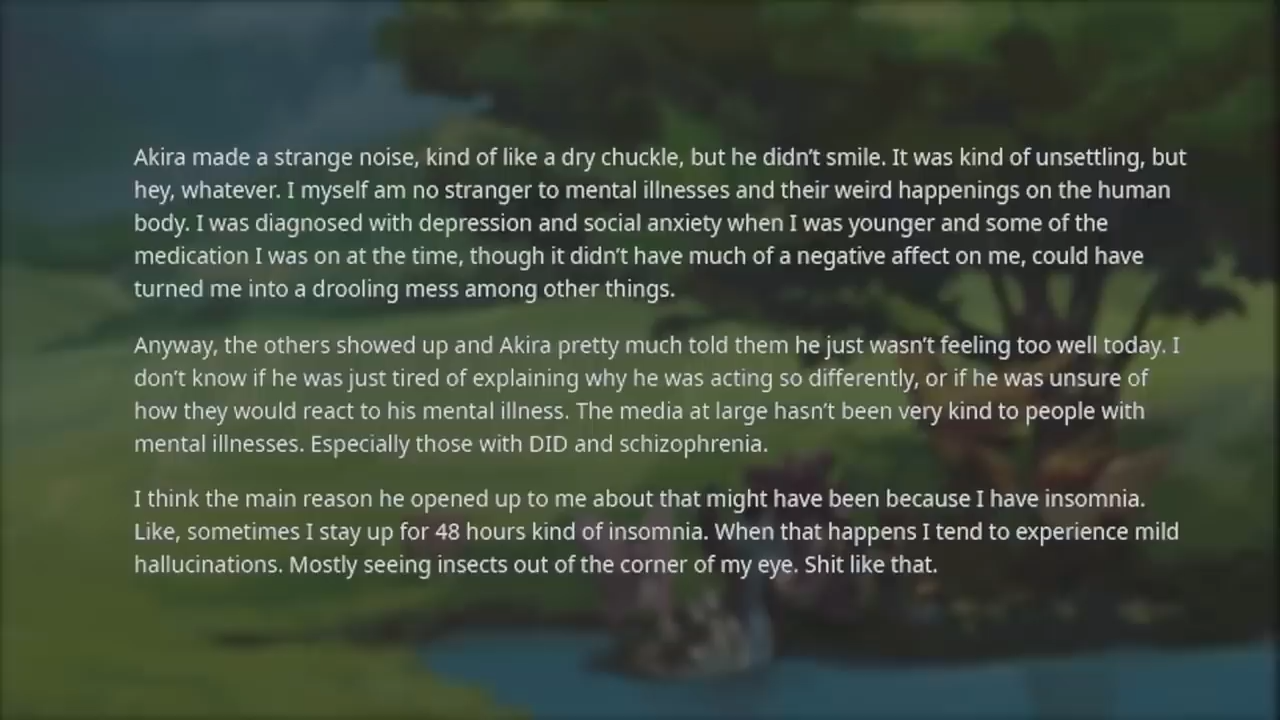 Akira made a strange noise, kind of like a dry chuckle, but he didn’t smile. It was kind of unsettling, but
hey, whatever. I myself am no stranger to mental illnesses and their weird happenings on the human
body. I was diagnosed with depression and social anxiety when I was younger and some of the
medication I was on at the time, though it didn’t have much of a negative affect on me, could have
turned me into a drooling mess among other things.
Anyway, the others showed up and Akira pretty much told them he just wasn’t feeling too well today. I
don’t know if he was just tired of explaining why he was acting so differently, or if he was unsure of
how they would react to his mental illness. The media at large hasn’t been very kind to people with
mental illnesses. Especially those with DID and schizophrenia.
I think the main reason he opened up to me about that might have been because I have insomnia.
Like, sometimes I stay up for 48 hours kind of insomnia. When that happens I tend to experience mild
hallucinations. Mostly seeing insects out of the corner of my eye. Shit like that.